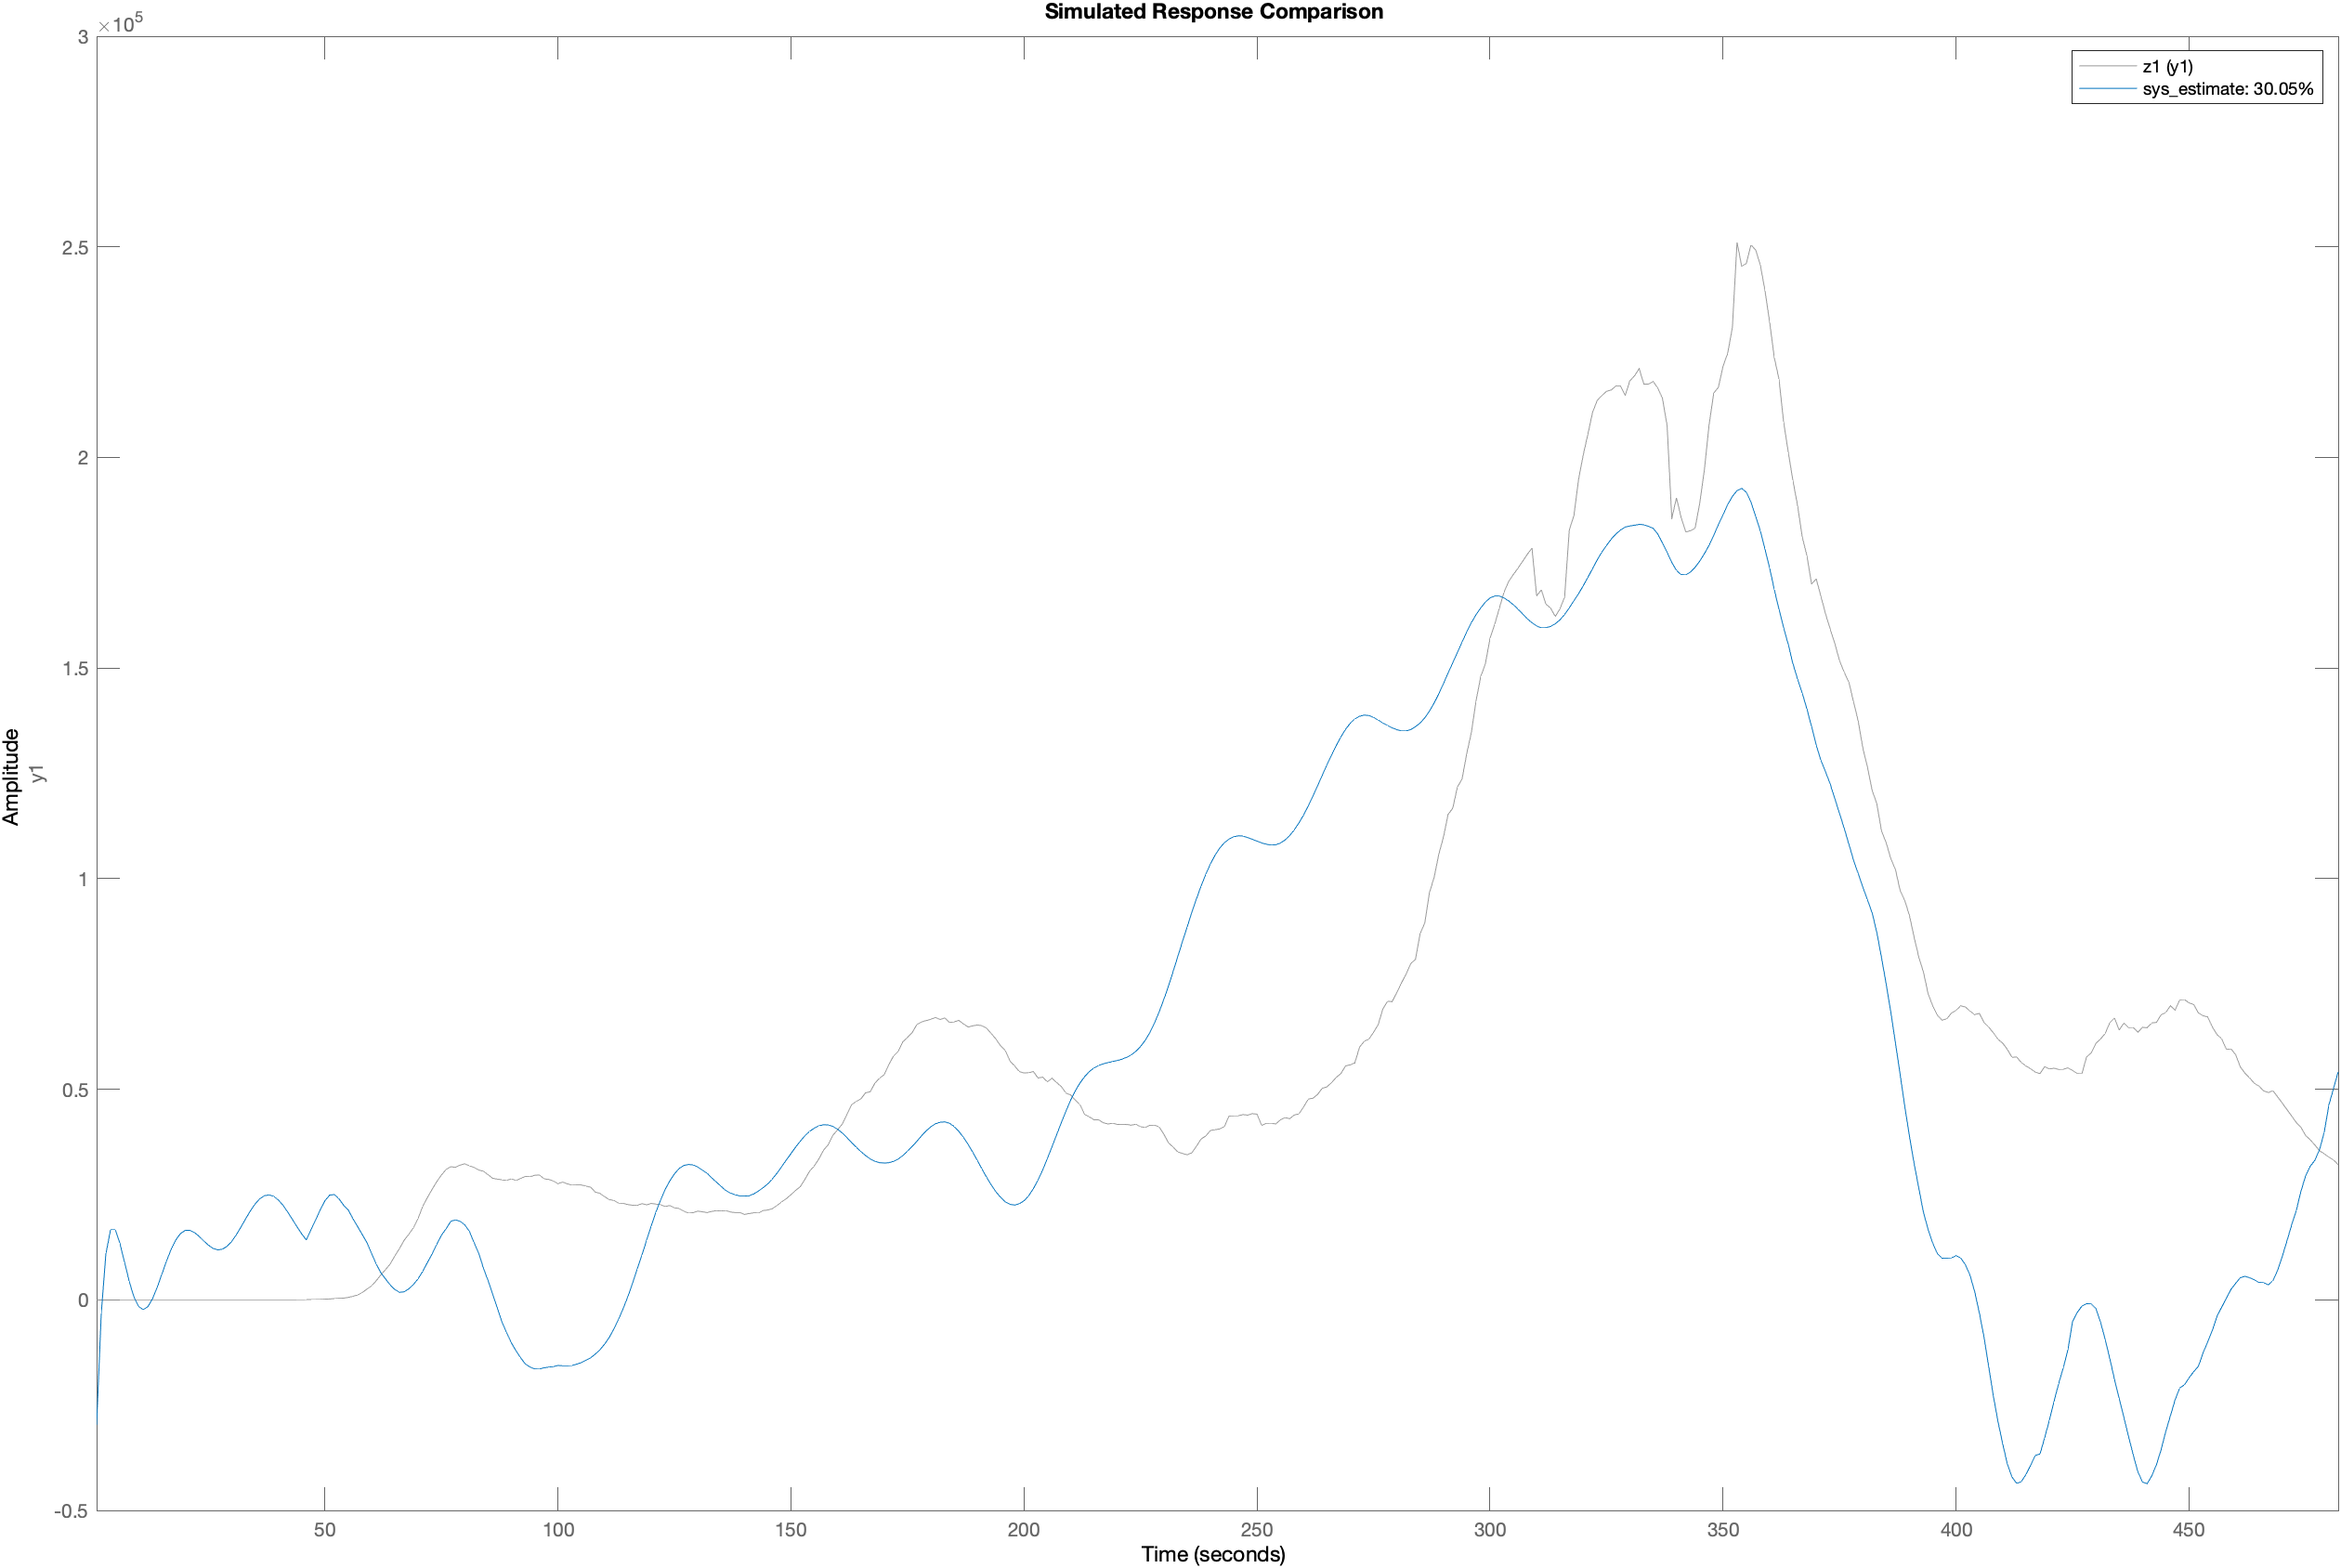 Simulated Response Comparison
×10^5
3
2.5
2
1.5
1
0.5
0
-0.5
Amplitude
y1
z1 (y1)
sys_estimate: 30.05%
50 100 150 200 250 300 350 400 450
Time (seconds)